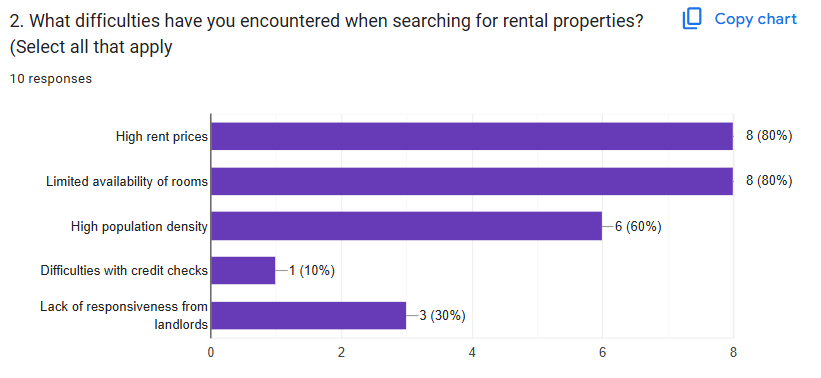 2. What difficulties have you encountered when searching for rental properties?
(Select all that apply
Copy chart
10 responses
High rent prices
8 (80%)
Limited availability of rooms
8 (80%)
High population density
6 (60%)
Difficulties with credit checks
1 (10%)
Lack of responsiveness from
landlords
3 (30%)
0 2 4 6 8